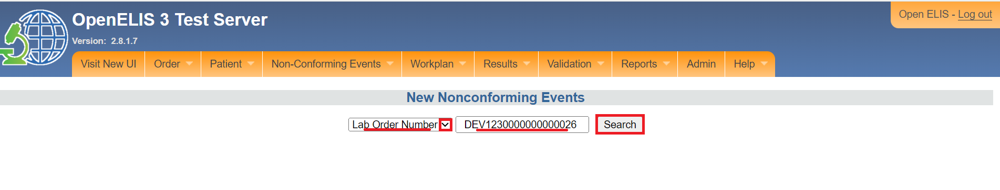 OpenELIS 3 Test Server
Open ELIS - Log out
Version: 2.8.1.7
Visit New UI Order Patient Non-Conforming Events Workplan Results Validation Reports Admin Help
New Nonconforming Events
Lab Order Number DEV1230000000000026 Search